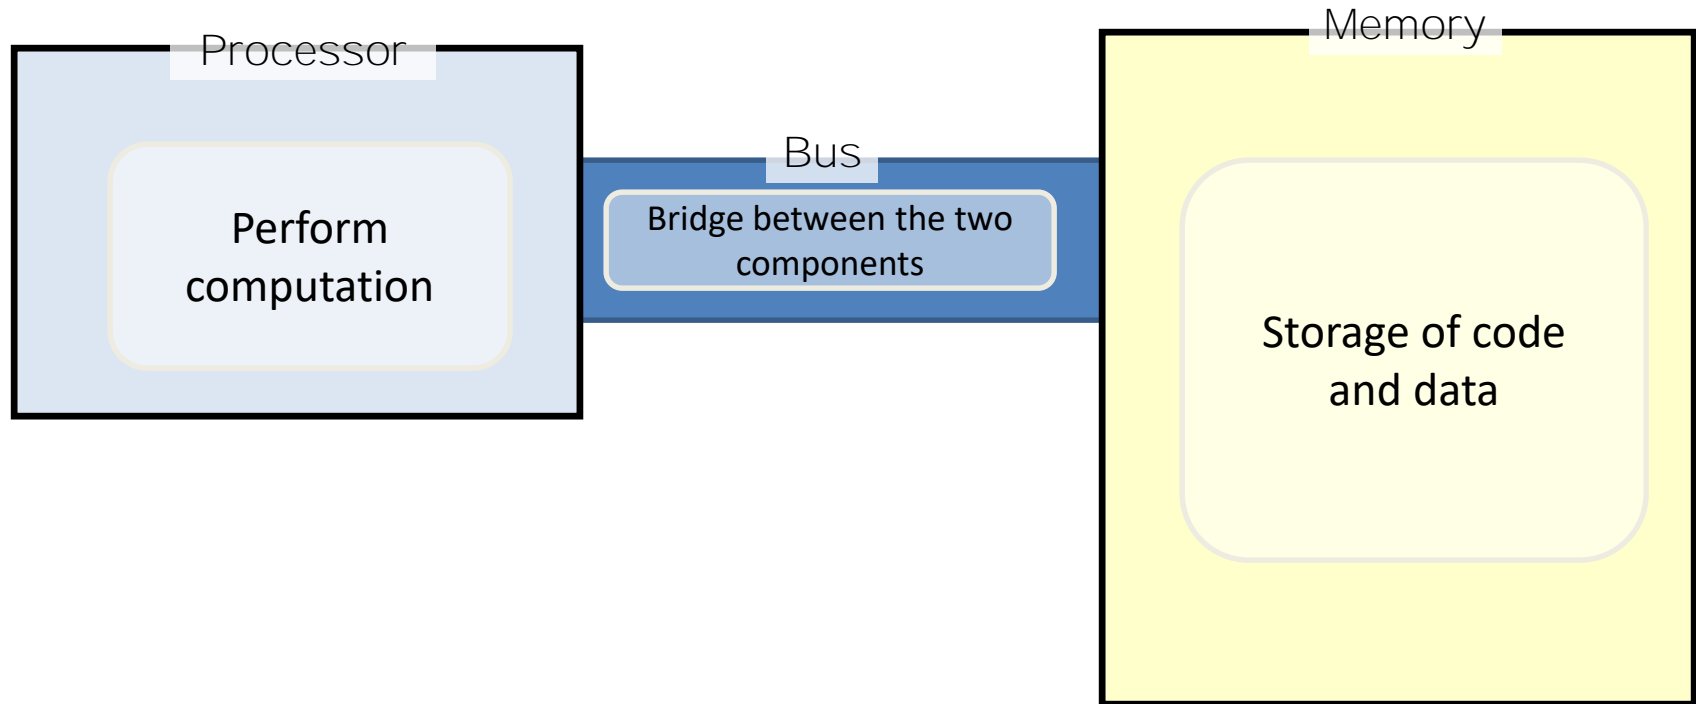 Processor
Perform
computation
Bus
Bridge between the two
components
Memory
Storage of code
and data